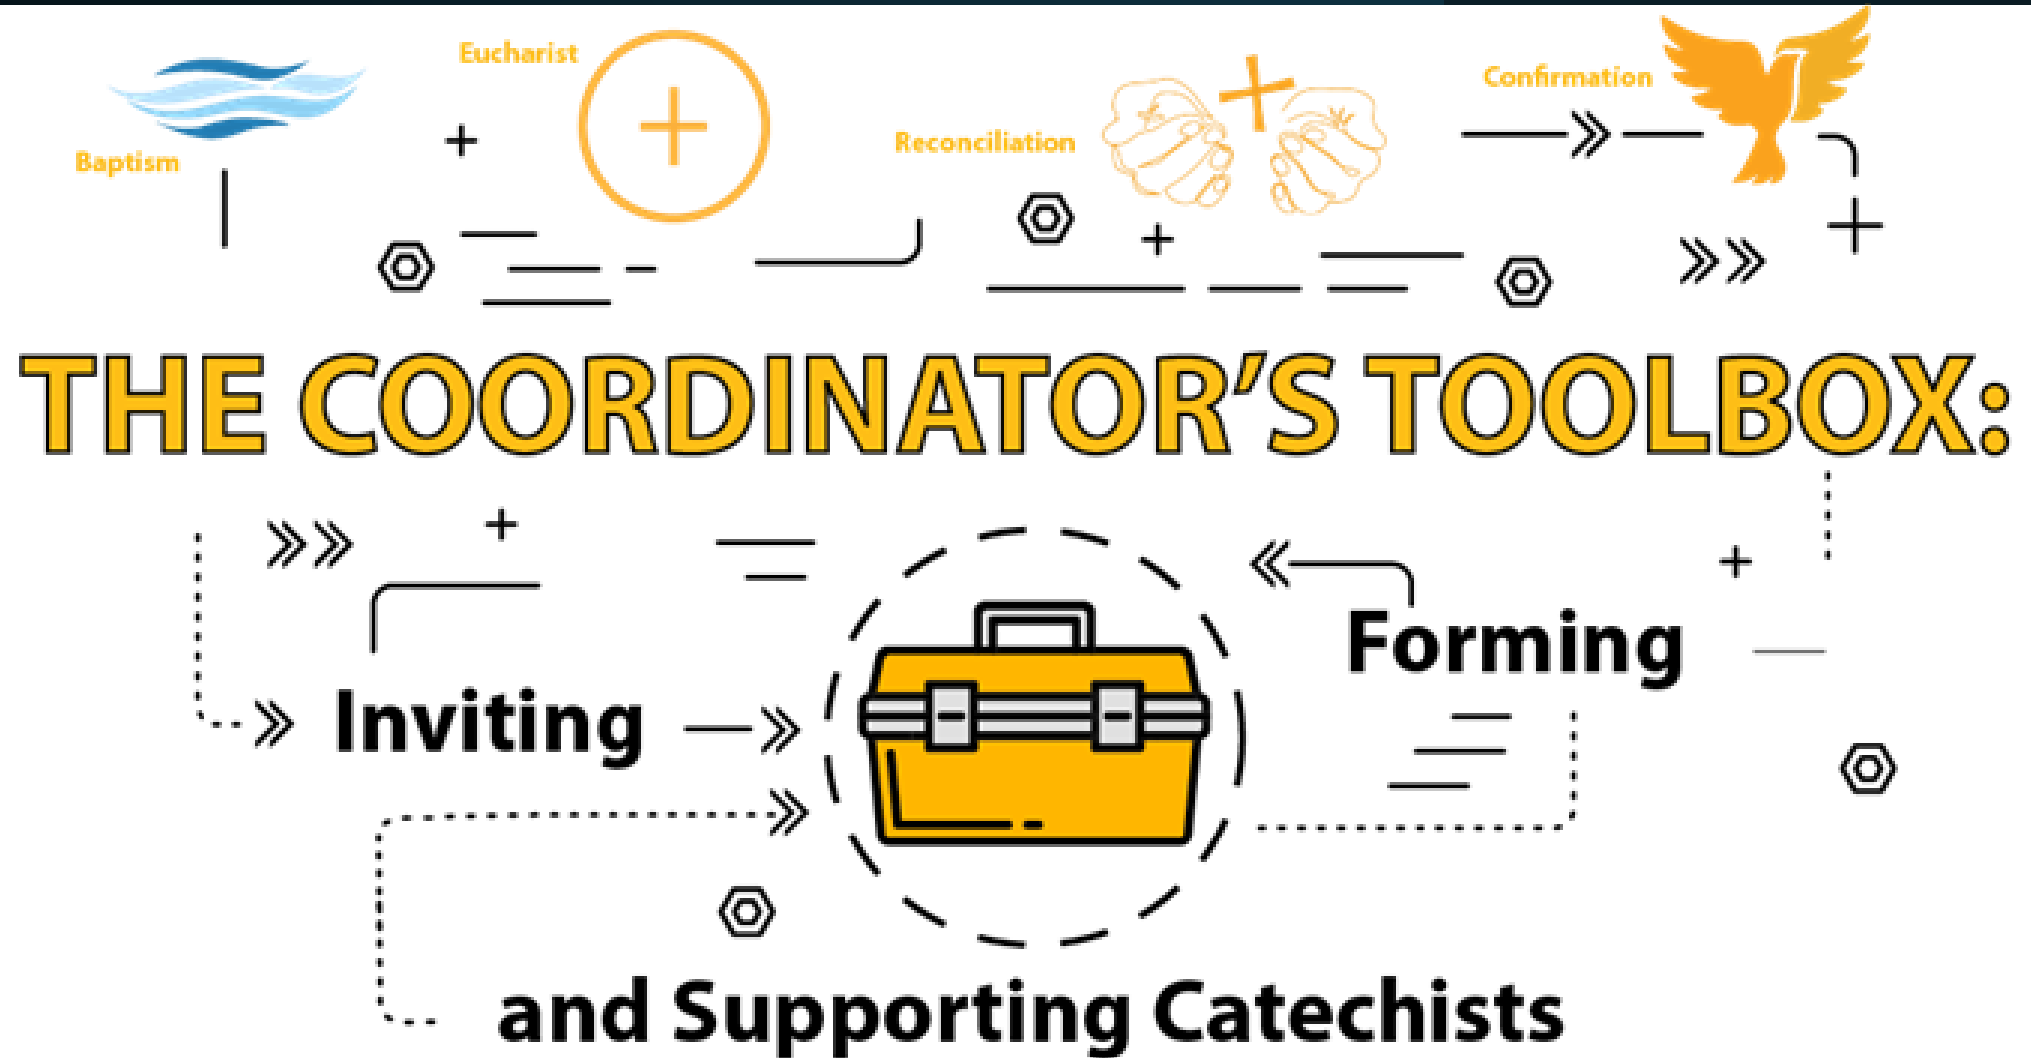 Eucharist
Confirmation
Reconciliation
Baptism
THE COORDINATOR'S TOOLBOX:
Forming
Inviting
and Supporting Catechists